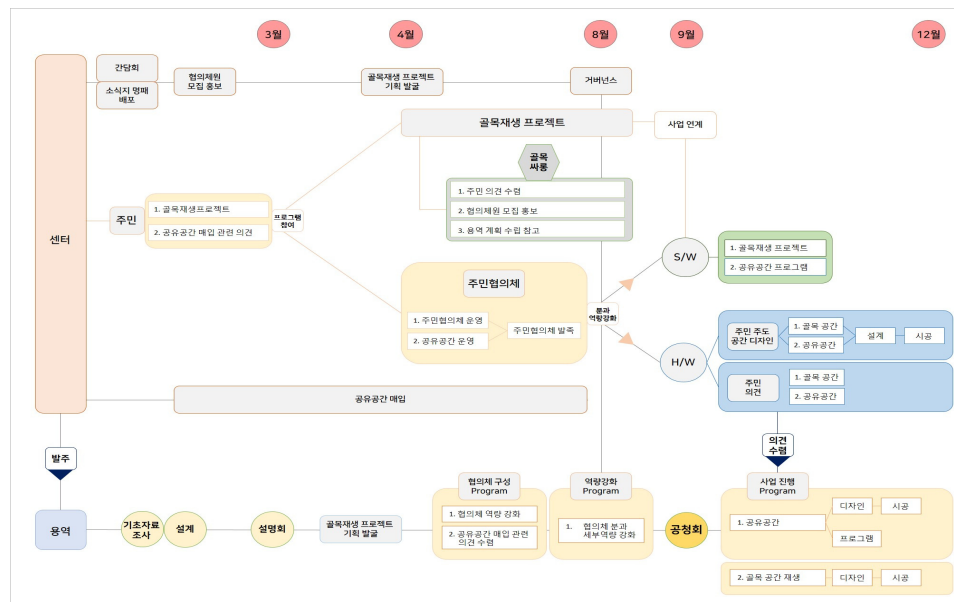 3월
4월
8월
9월
12월
센터
간담회
소식지 명패
배포
협의체원
모집 홍보
골목재생 프로젝트
기획 발굴
거버넌스
골목재생 프로젝트
사업 연계
골목
싸롱
1. 주민 의견 수렴
2. 협의체원 모집 홍보
3. 용역 계획 수립 참고
주민
1. 골목재생프로젝트
2. 공유공간 매입 관련 의견
프로그램
참여
주민협의체
1. 주민협의체 운영
2. 공유공간 운영
주민협의체 발족
분과
역량강화
S/W
1. 골목재생 프로젝트
2. 공유공간 프로그램
H/W
주민 주도
공간 디자인
1. 골목 공간
2. 공유공간
설계
시공
주민
의견
1. 골목 공간
2. 공유공간
공유공간 매입
발주
의견
수렴
용역
기초자료
조사
설계
설명회
골목재생 프로젝트
기획 발굴
협의체 구성
Program
1. 협의체 역량 강화
2. 공유공간 매입 관련
의견 수렴
역량강화
Program
1. 협의체 분과
세부역량 강화
공청회
사업 진행
Program
1. 공유공간
디자인
시공
프로그램
2. 골목 공간 재생
디자인
시공